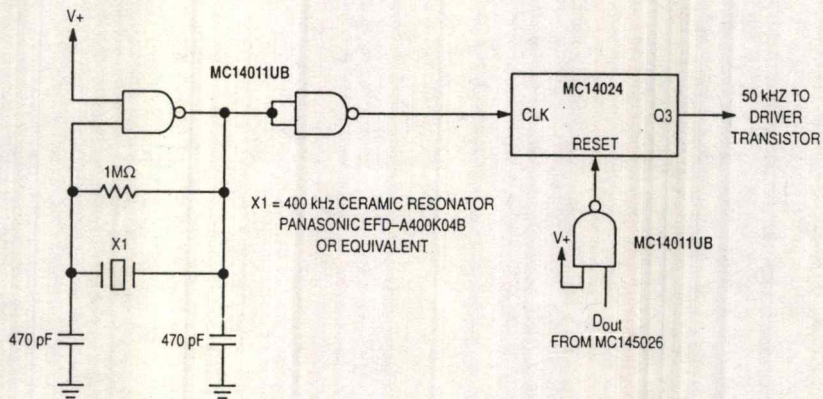 V+
MC14011UB
MC14024
CLK
Q3
RESET
50 kHZ TO
DRIVER
TRANSISTOR
1MΩ
X1 = 400 kHz CERAMIC RESONATOR
PANASONIC EFD–A400K04B
OR EQUIVALENT
X1
V+
MC14011UB
470 pF
470 pF
Dout
FROM MC145026